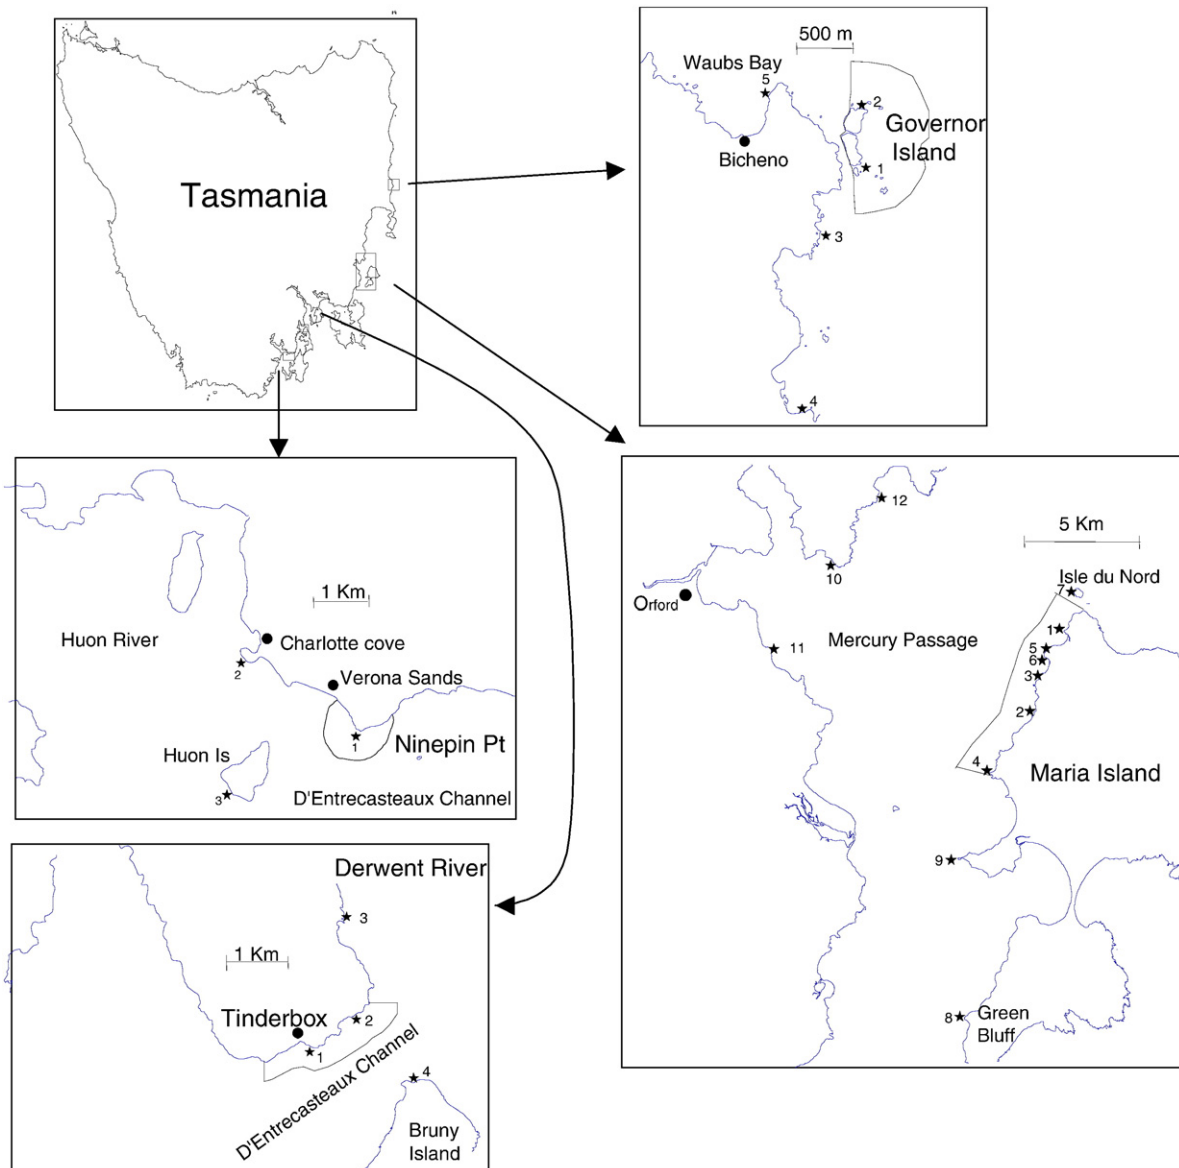 Tasmania
500 m
Waubs Bay
5
2
Governor
Island
Bicheno
1
3
4
1 Km
Huon River
Charlotte cove
2
Verona Sands
1
Ninepin Pt
Huon Is
3
D'Entrecasteaux Channel
12
5 Km
10
Isle du Nord
7
Orford
1
11
Mercury Passage
5
6
3
2
4
Maria Island
9
8
Green
Bluff
Derwent River
3
1 Km
Tinderbox
2
1
D'Entrecasteaux Channel
4
Bruny
Island